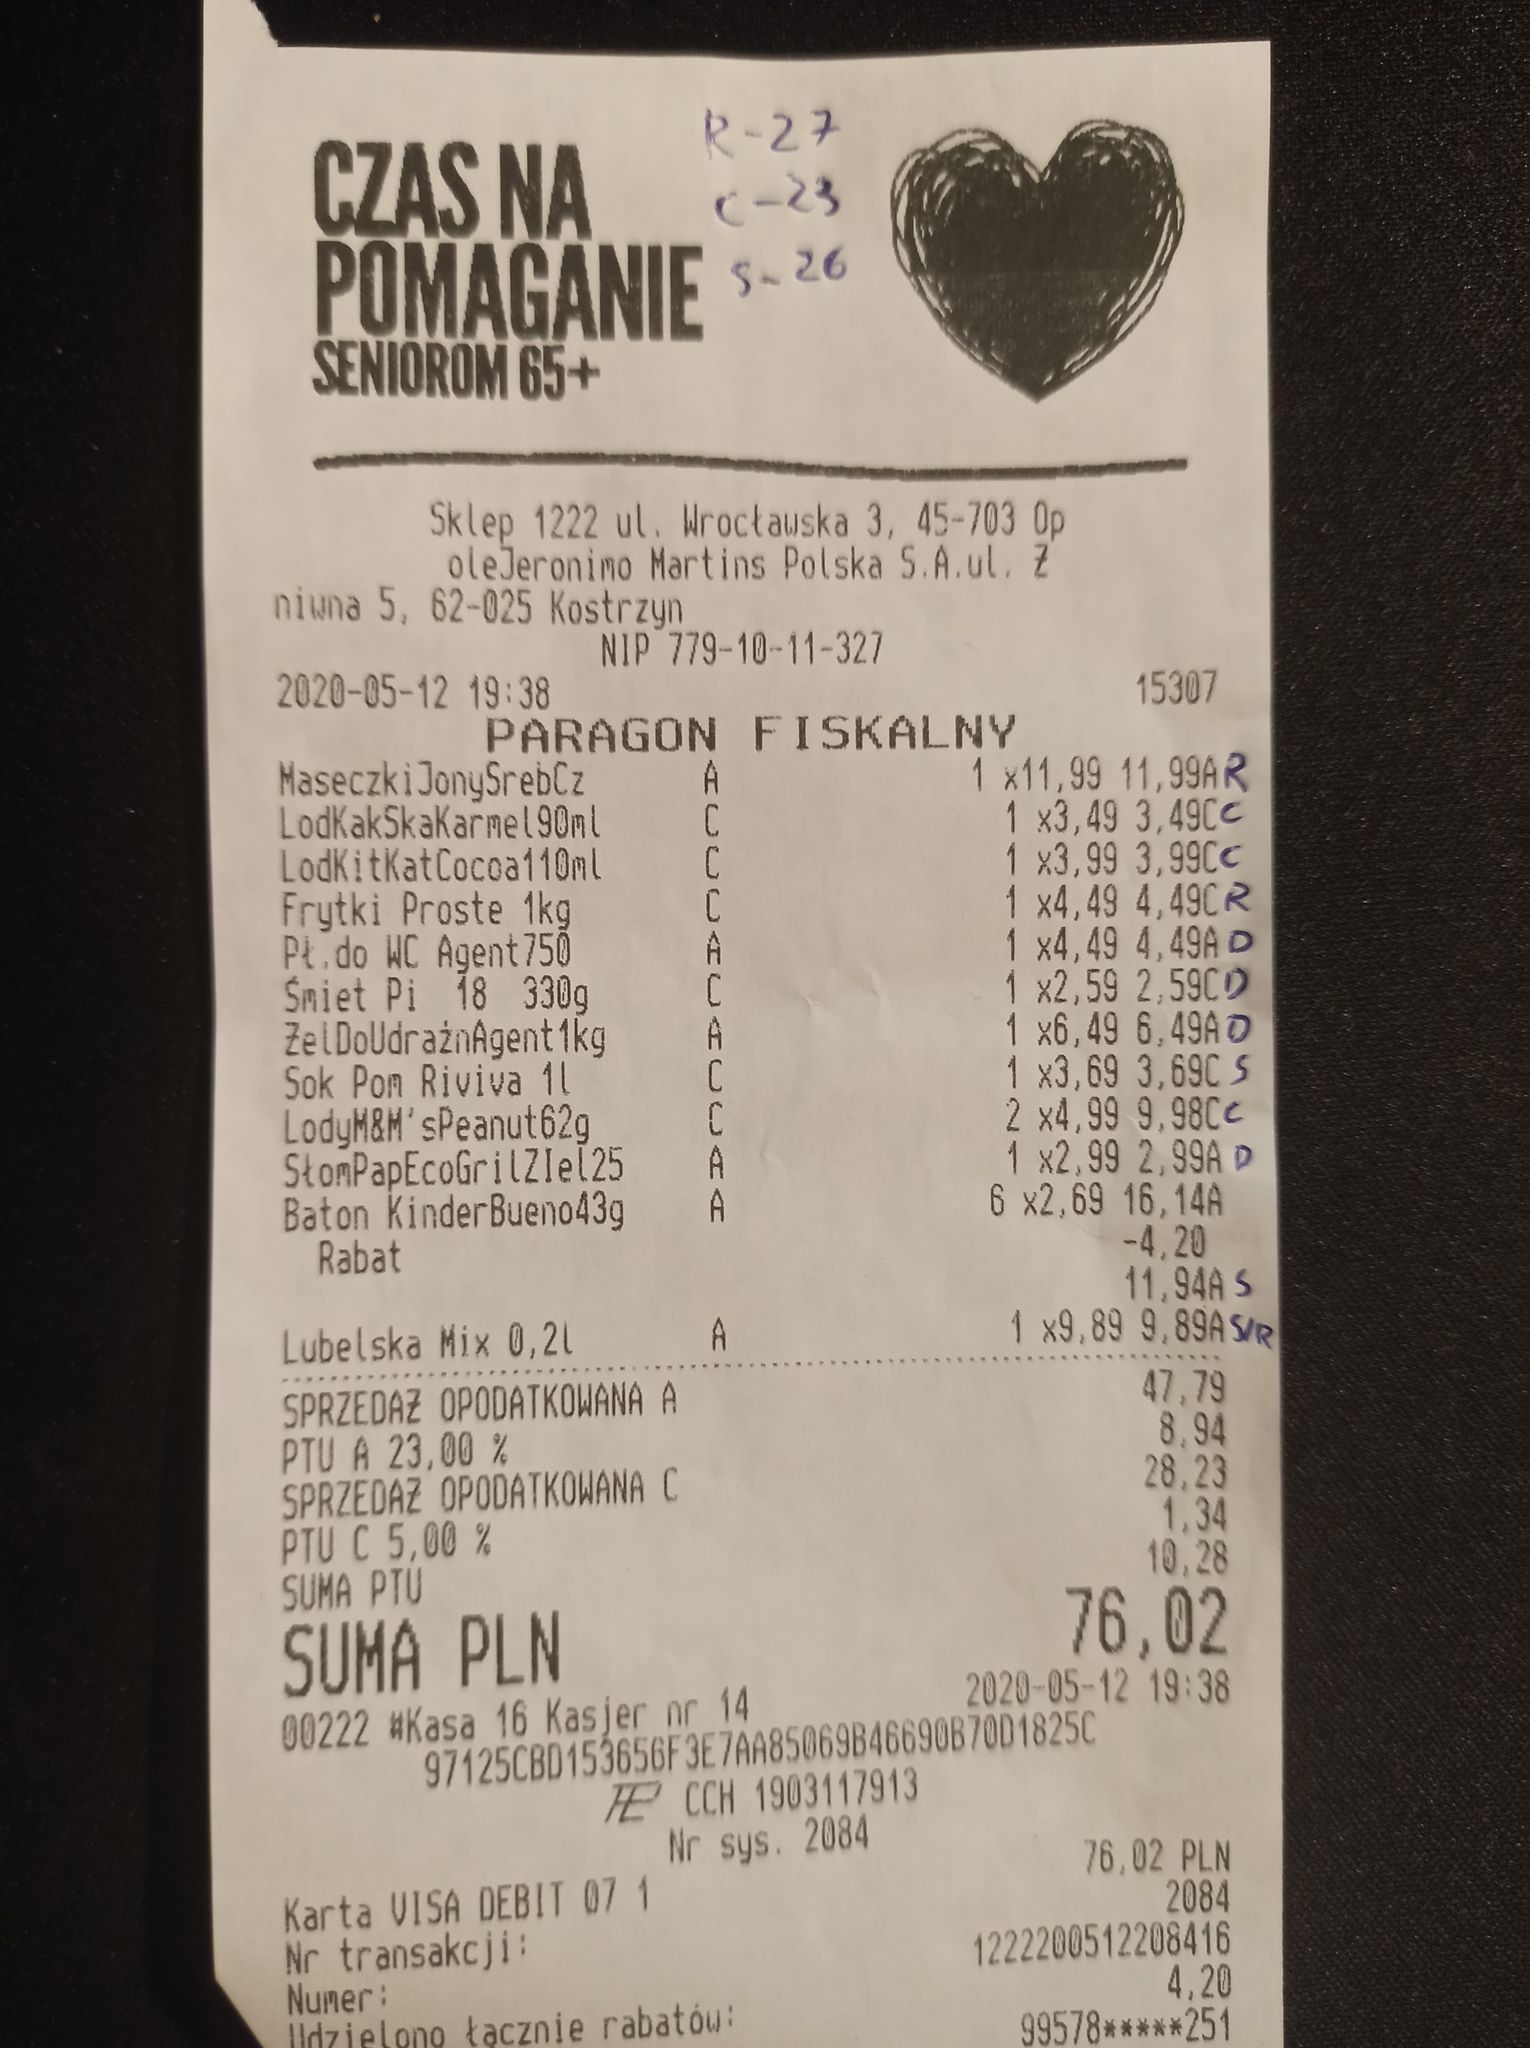 CZAS NA
POMAGANIE
SENIOROM 65+
R-27
C-23
S-26
Sklep 1222 ul. Wrocławska 3, 45-703 Op
oleJeronimo Martins Polska S.A.ul. Ż
niwna 5, 62-025 Kostrzyn
NIP 779-10-11-327
2020-05-12 19:38 15307
PARAGON FISKALNY
MaseczkiJonySrebCz A 1 x11,99 11,99A R
LodKakSkaKarmel90ml C 1 x3,49 3,49C C
LodKitKatCocoa110ml C 1 x3,99 3,99C C
Frytki Proste 1kg C 1 x4,49 4,49C R
Pł.do WC Agent750 A 1 x4,49 4,49A D
Śmiet Pi 18 330g C 1 x2,59 2,59C D
ŻelDoUdrażnAgent1kg A 1 x6,49 6,49A D
Sok Pom Riviva 1l C 1 x3,69 3,69C S
LodyM&M'sPeanut62g C 2 x4,99 9,98C C
SłomPapEcoGrilZIel25 A 1 x2,99 2,99A D
Baton KinderBueno43g A 6 x2,69 16,14A
Rabat -4,20
11,94A S
Lubelska Mix 0,2l A 1 x9,89 9,89A S/R
SPRZEDAŻ OPODATKOWANA A 47,79
PTU A 23,00 % 8,94
SPRZEDAŻ OPODATKOWANA C 28,23
PTU C 5,00 % 1,34
SUMA PTU 10,28
SUMA PLN 76,02
00222 #Kasa 16 Kasjer nr 14 2020-05-12 19:38
97125CBD153656F3E7AA85069B46690B70D1825C
CCH 1903117913
Nr sys. 2084
Karta VISA DEBIT 07 1 76,02 PLN
Nr transakcji: 2084
Numer: 1222200512208416
Udzielono łącznie rabatów: 4,20
99578*****251